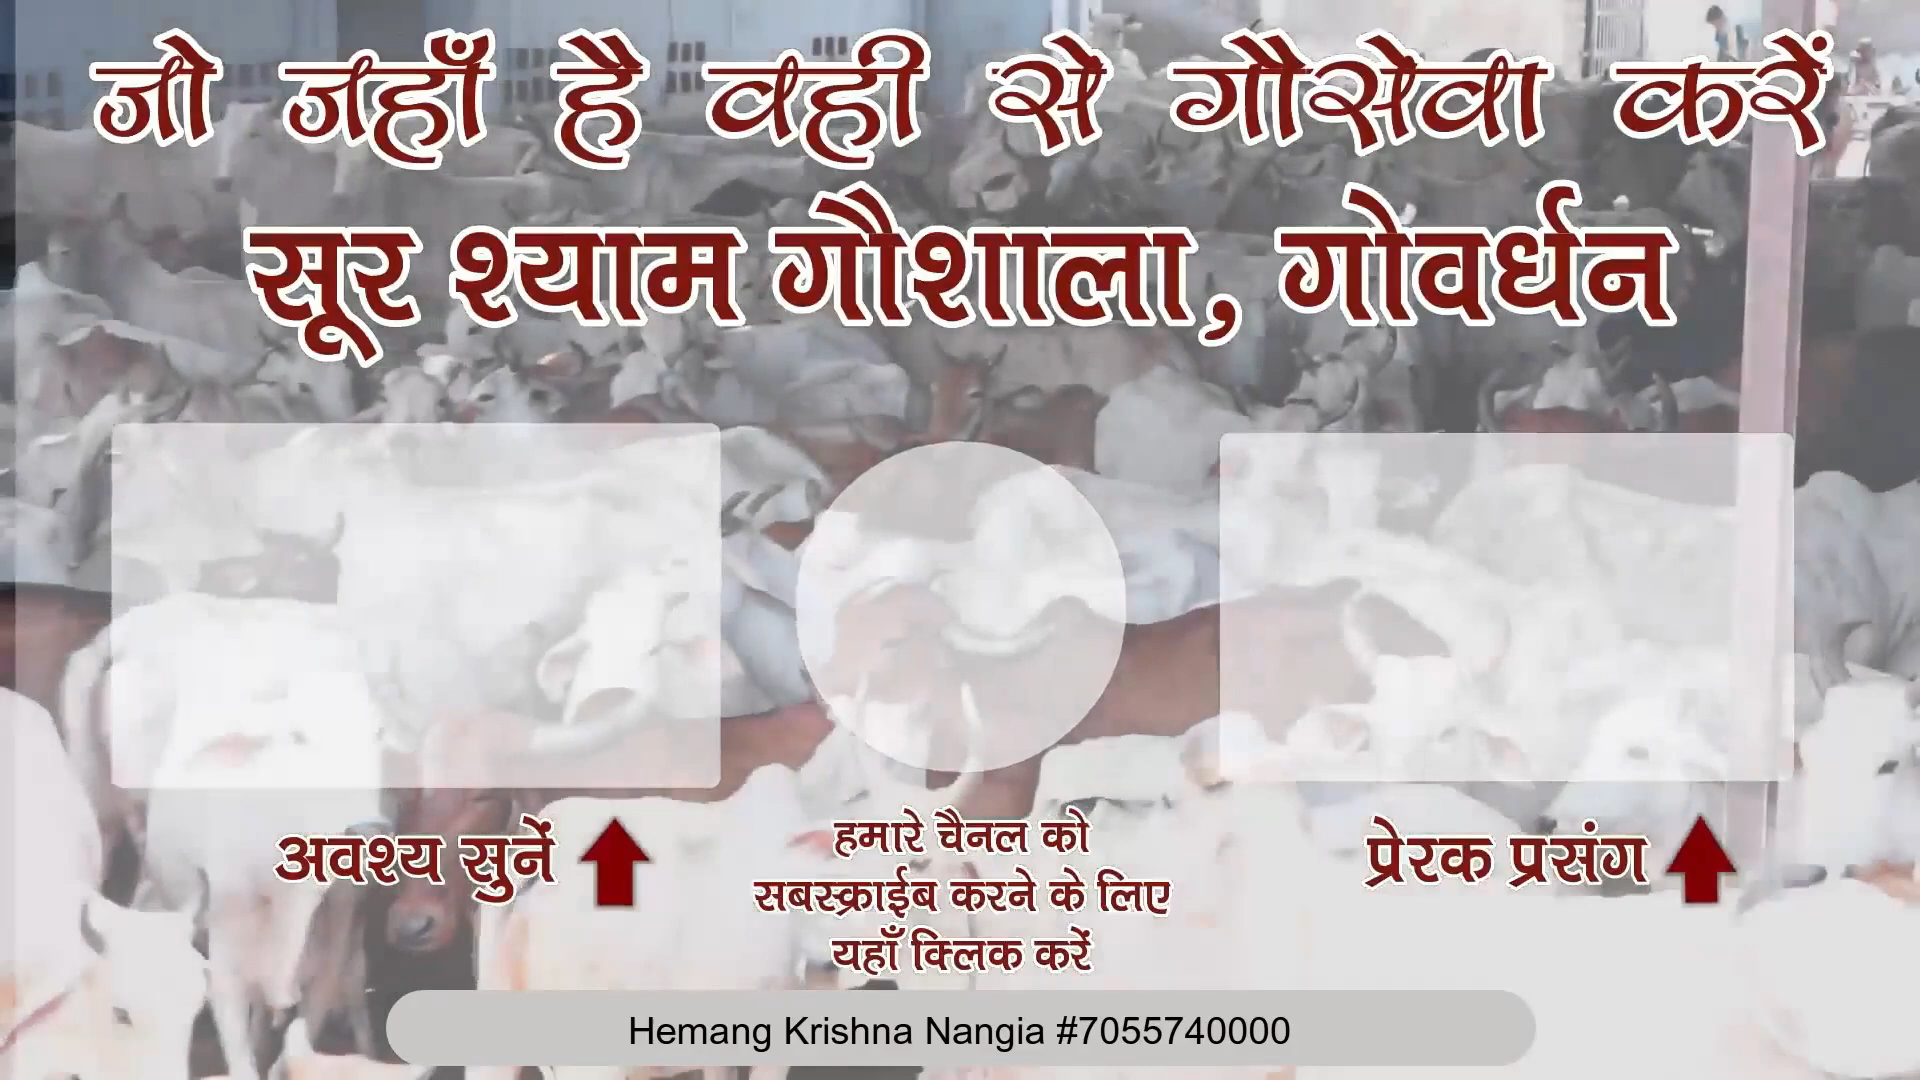 जो जहाँ है वही से गौसेवा करें
सूर श्याम गौशाला, गोवर्धन
अवश्य सुनें
हमारे चैनल को
सबस्क्राईब करने के लिए
यहाँ क्लिक करें
प्रेरक प्रसंग
Hemang Krishna Nangia #7055740000